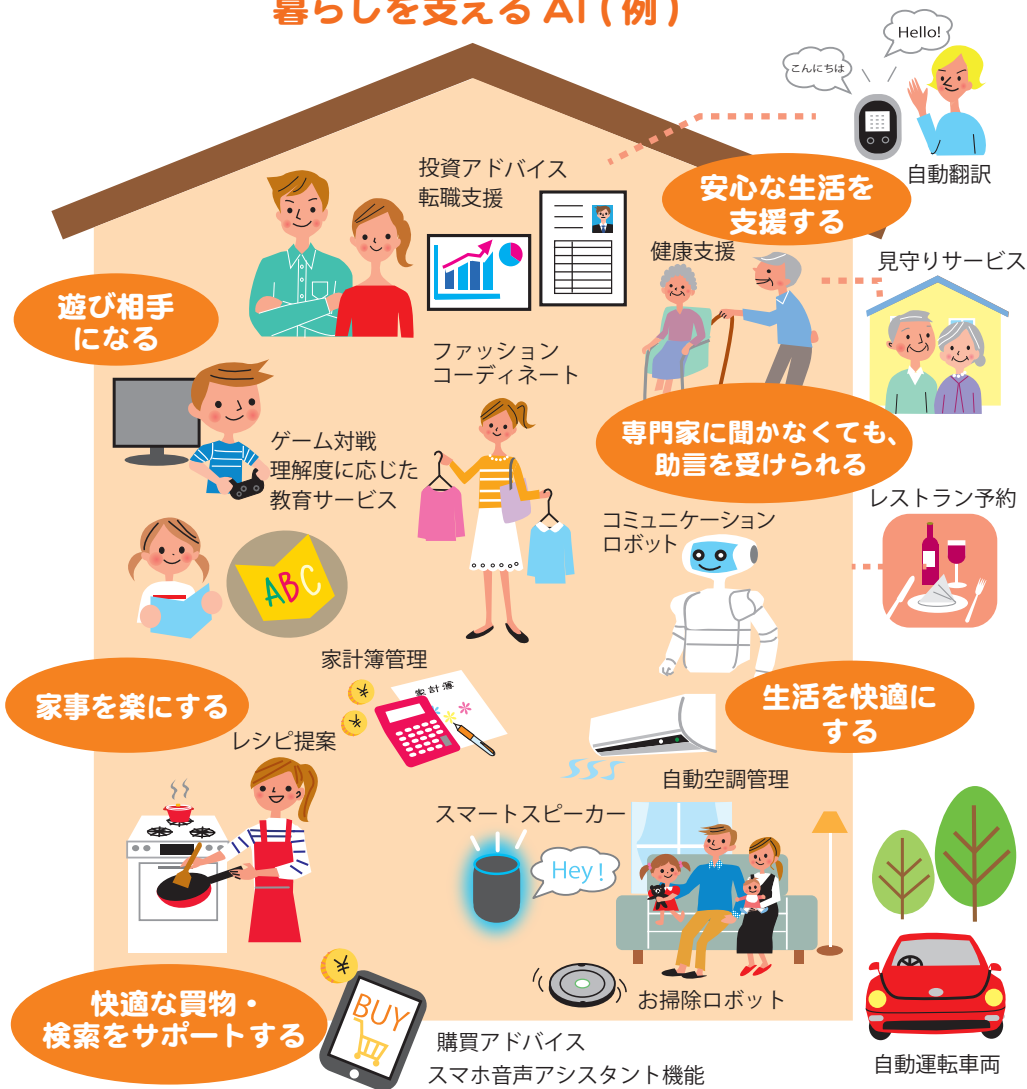 暮らしを支える AI ( 例 )
Hello!
こんにちは
自動翻訳
投資アドバイス
転職支援
安心な生活を
支援する
健康支援
見守りサービス
遊び相手
になる
ファッション
コーディネート
専門家に聞かなくても、
助言を受けられる
ゲーム対戦
理解度に応じた
教育サービス
レストラン予約
コミュニケーション
ロボット
ABC
家計簿管理
家計簿
¥
¥
家事を楽にする
生活を快適に
する
レシピ提案
自動空調管理
スマートスピーカー
Hey !
お掃除ロボット
¥
BUY
快適な買物・
検索をサポートする
購買アドバイス
スマホ音声アシスタント機能
自動運転車両